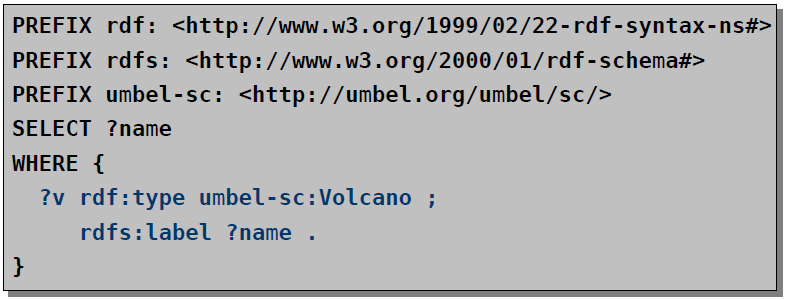 PREFIX rdf: <http://www.w3.org/1999/02/22-rdf-syntax-ns#>
PREFIX rdfs: <http://www.w3.org/2000/01/rdf-schema#>
PREFIX umbel-sc: <http://umbel.org/umbel/sc/>
SELECT ?name
WHERE {
?v rdf:type umbel-sc:Volcano ;
rdfs:label ?name .
}